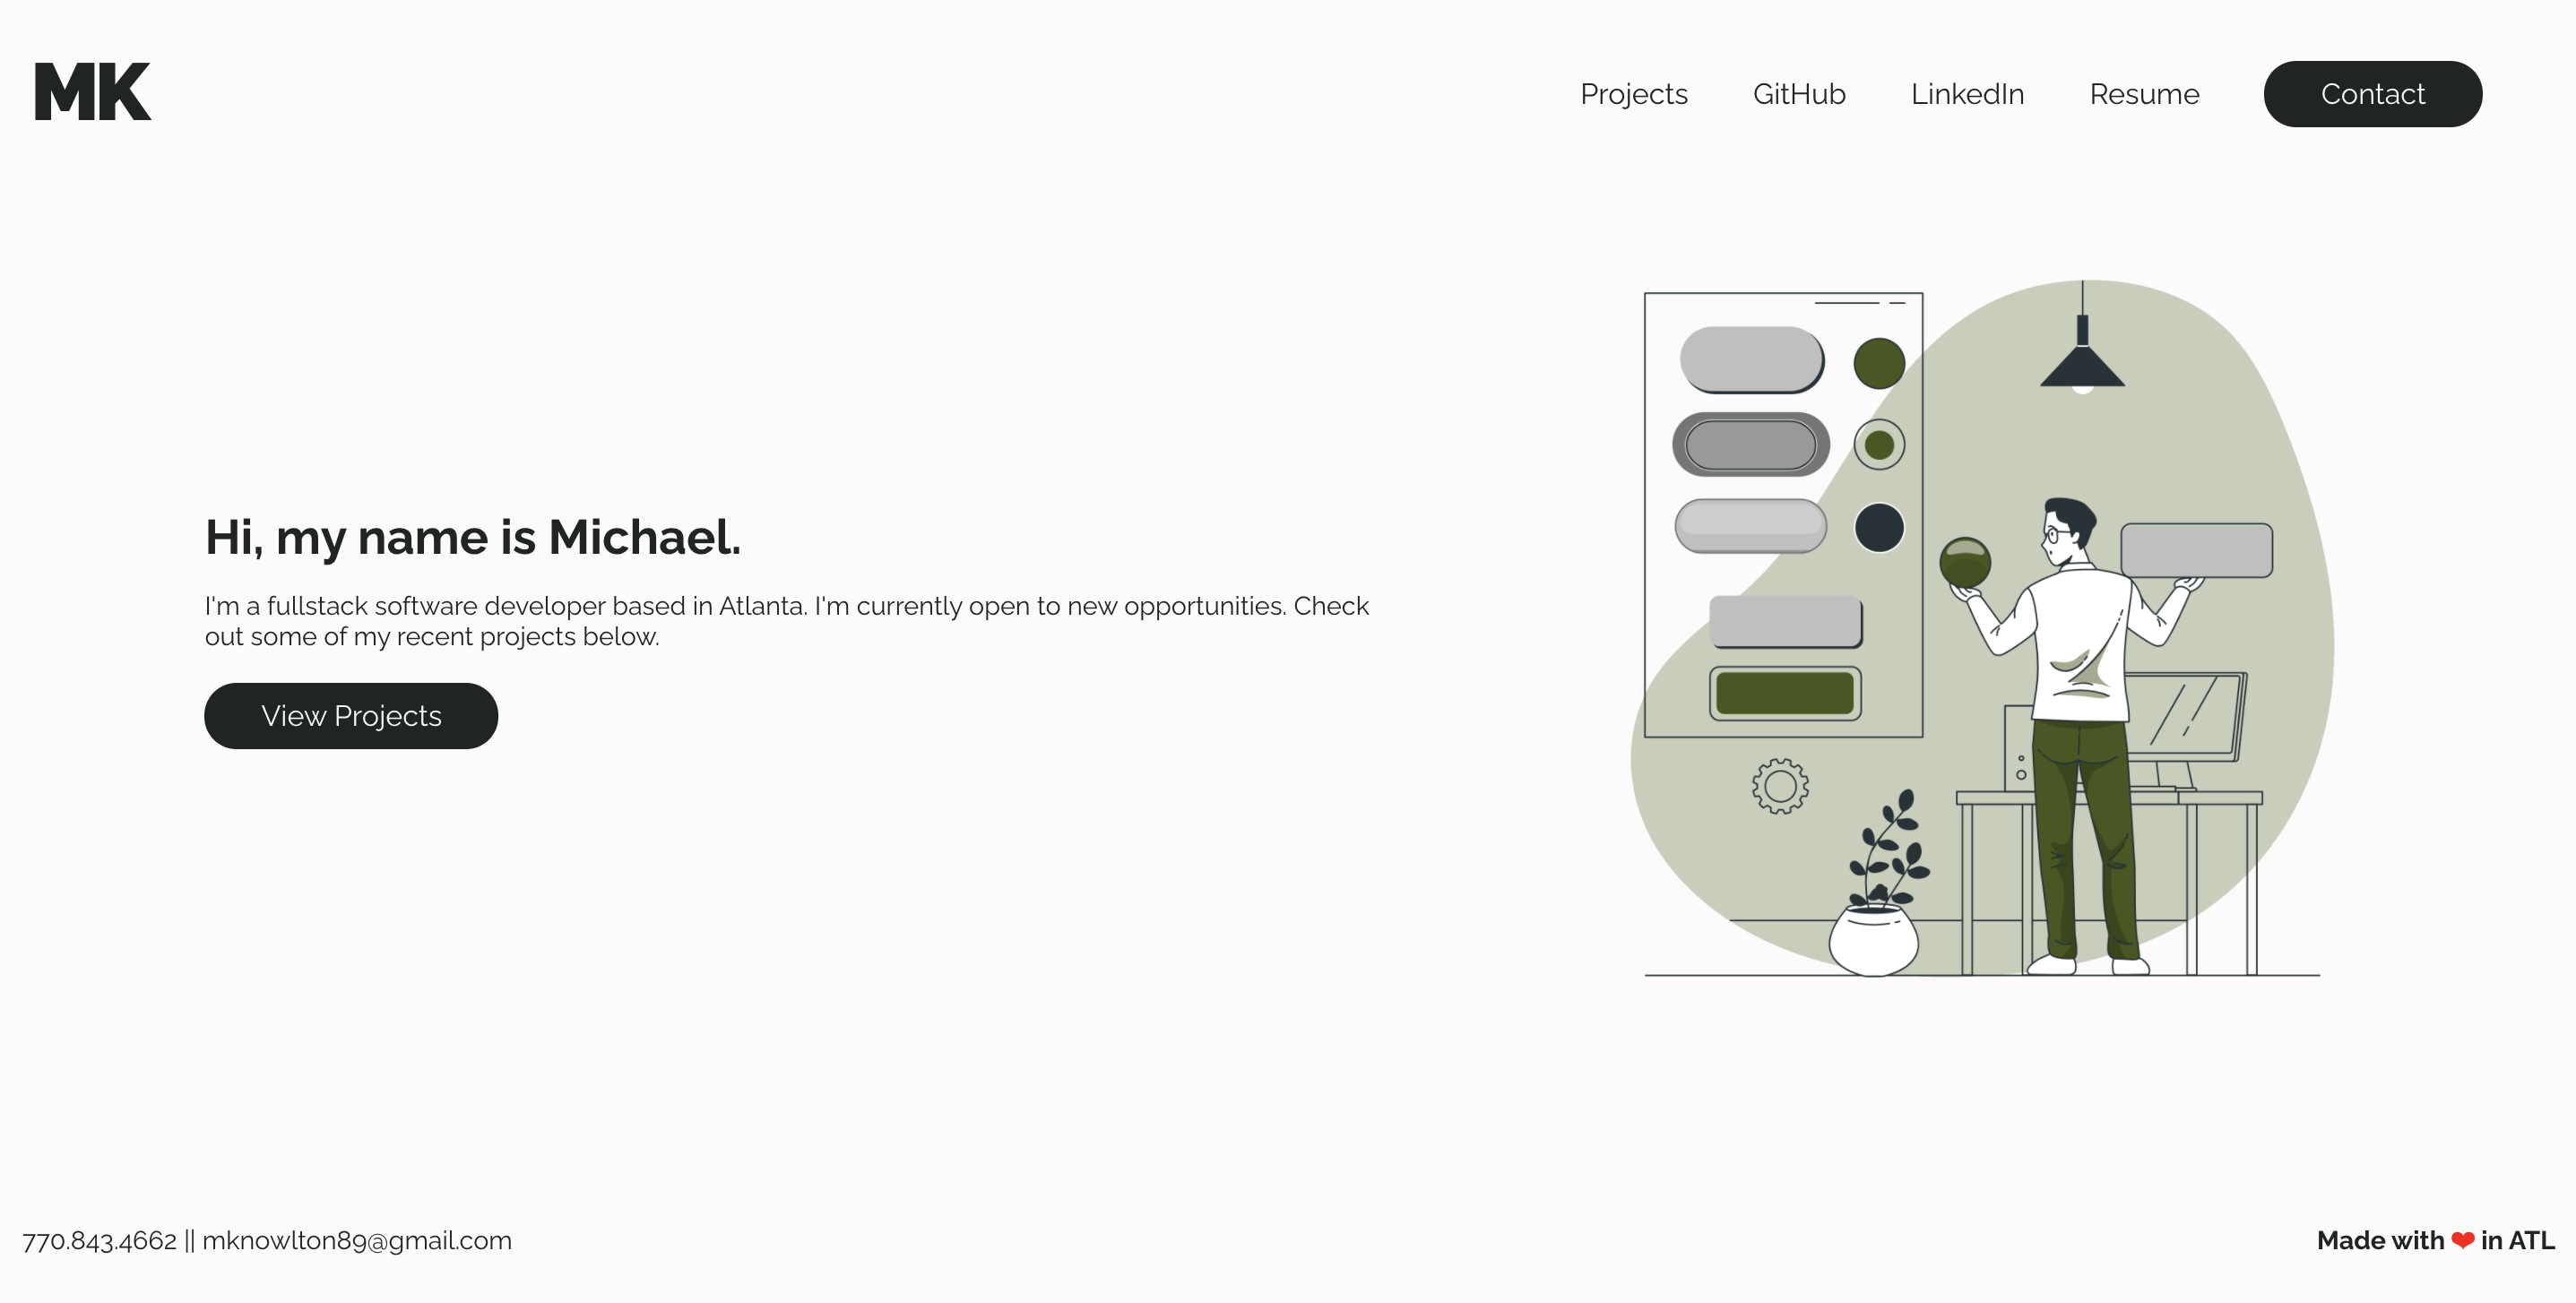 MK
Projects GitHub LinkedIn Resume Contact
Hi, my name is Michael.
I'm a fullstack software developer based in Atlanta. I'm currently open to new opportunities. Check
out some of my recent projects below.
View Projects
770.843.4662 || mknowlton89@gmail.com
Made with ❤ in ATL